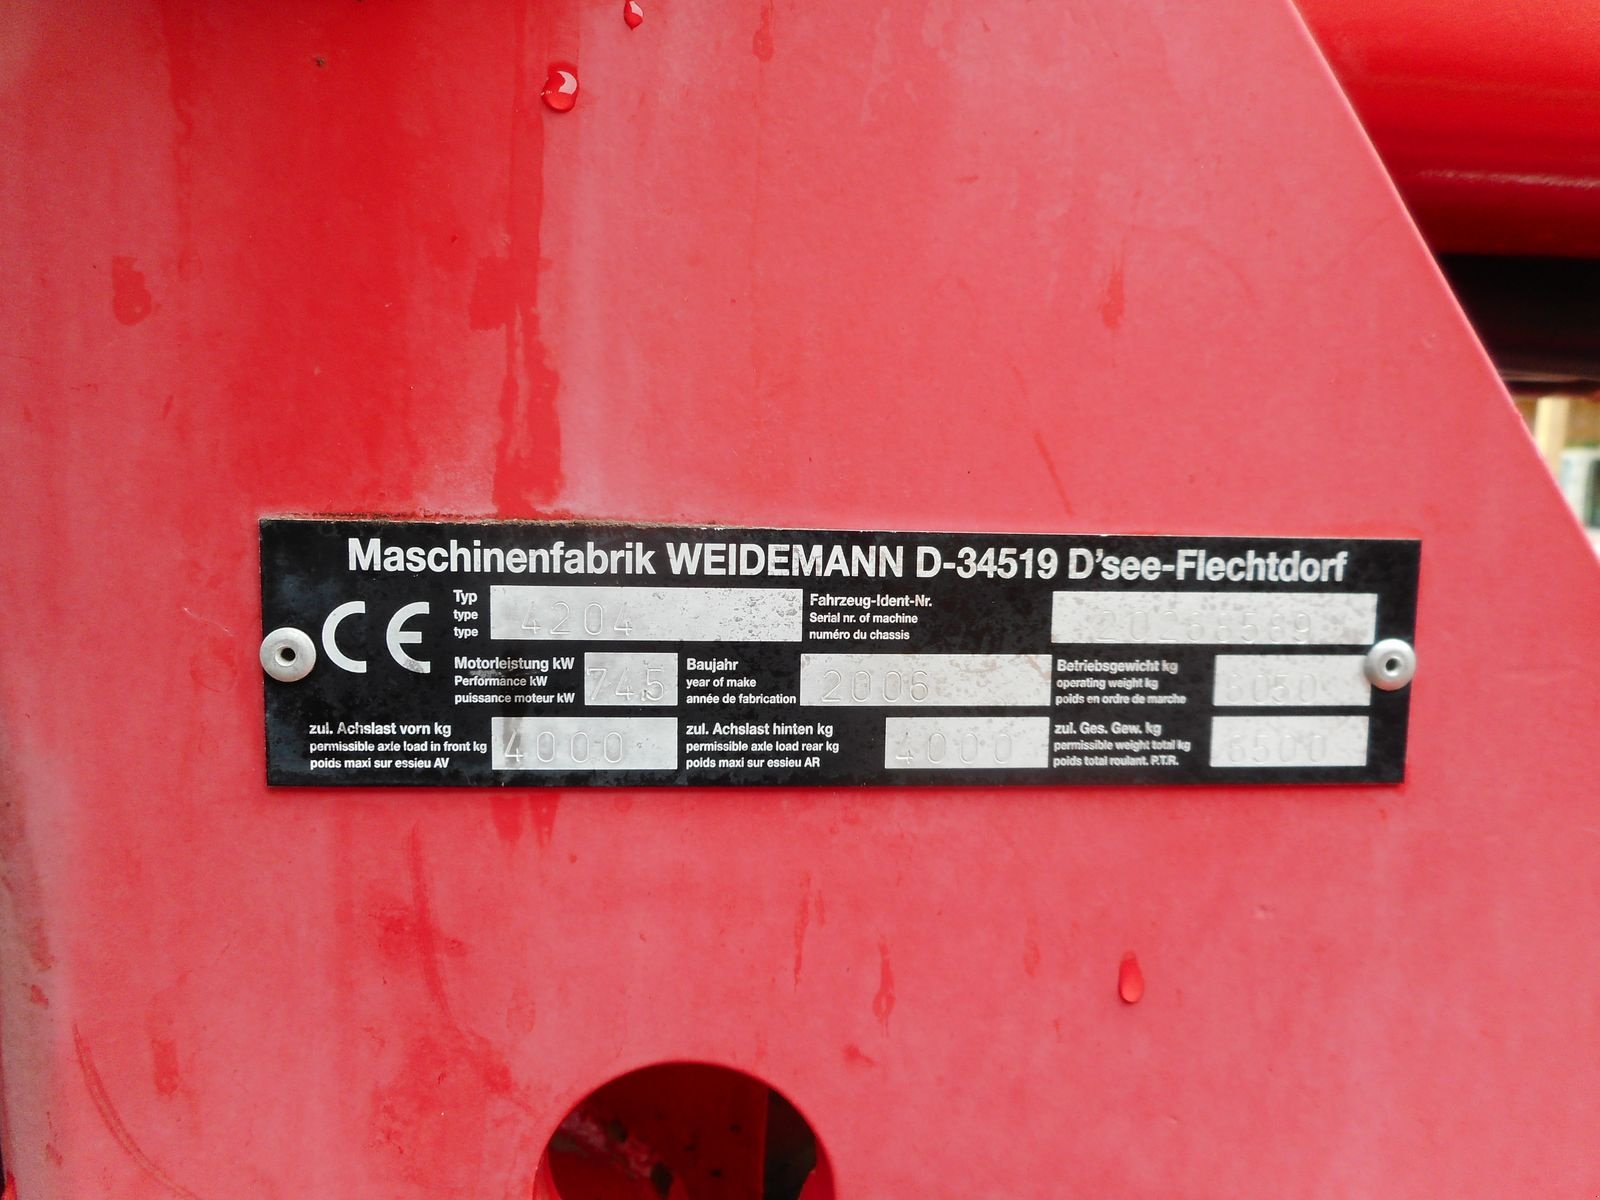 Maschinenfabrik WEIDEMANN D-34519 D'see-Flechtdorf
CE
Typ
type
type
4204
Fahrzeug-Ident-Nr.
Serial nr. of machine
numéro du chassis
Motorleistung kW
Performance kW
puissance moteur kW
74.5
Baujahr
year of make
année de fabrication
2006
Betriebsgewicht kg
operating weight kg
poids en ordre de marche
zul. Achslast vorn kg
permissible axle load in front kg
poids maxi sur essieu AV
4000
zul. Achslast hinten kg
permissible axle load rear kg
poids maxi sur essieu AR
4000
zul. Ges. Gew. kg
permissible weight total kg
poids total roulant. P.T.R.
6500